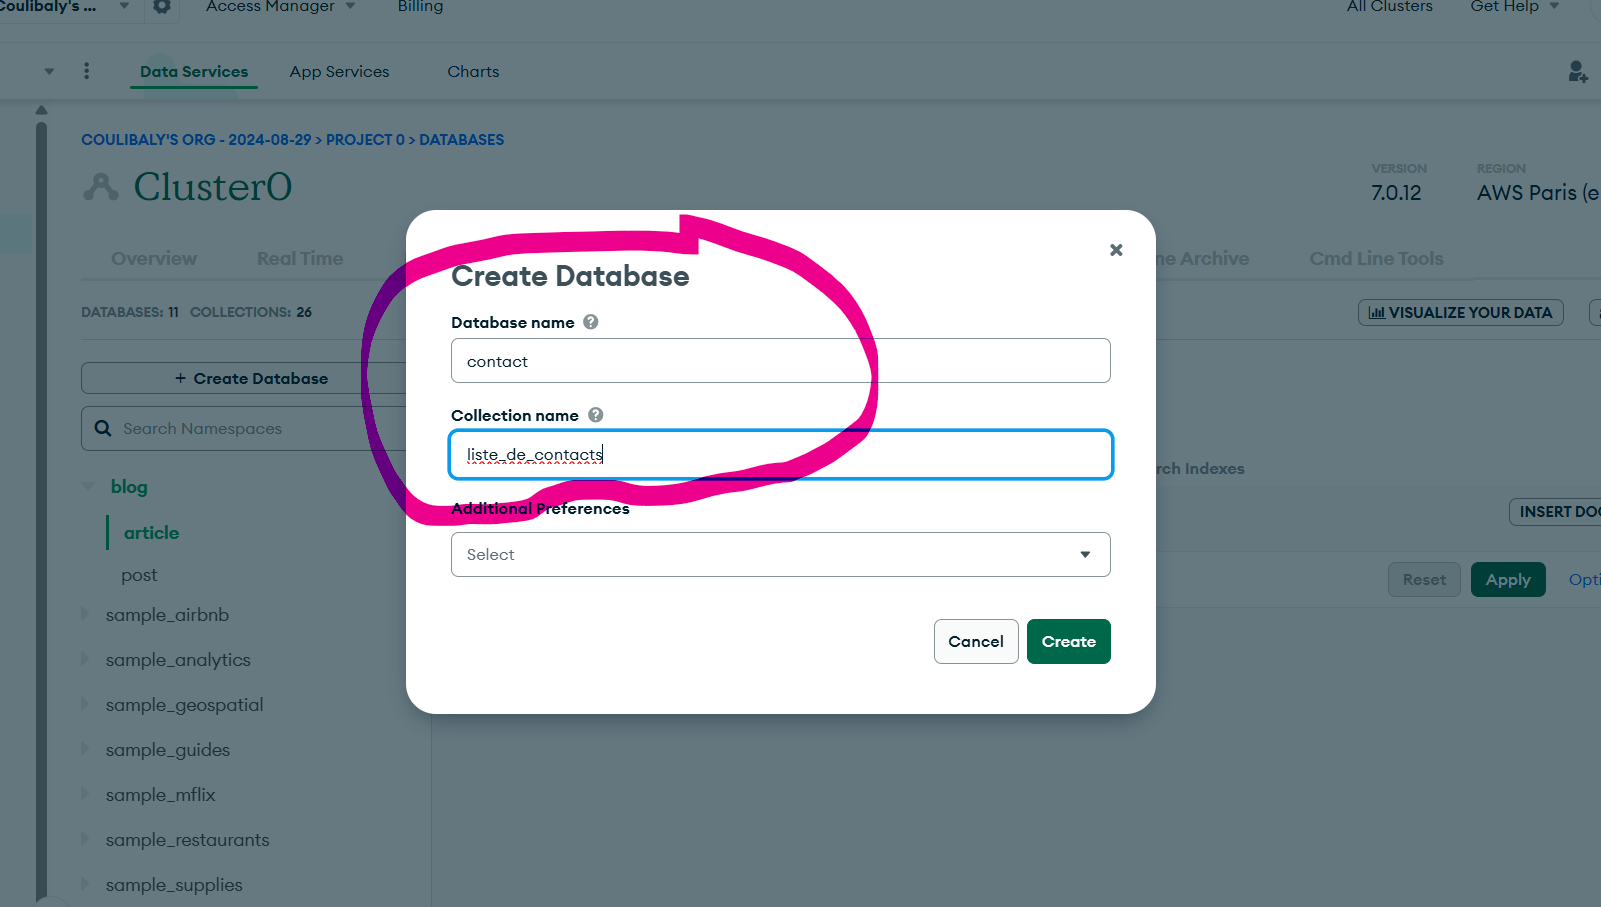 Coulibaly's ... Access Manager Billing All Clusters Get Help
Data Services App Services Charts
COULIBALY'S ORG - 2024-08-29 > PROJECT 0 > DATABASES
Cluster0
VERSION REGION
7.0.12 AWS Paris (e
Overview Real Time ne Archive Cmd Line Tools
DATABASES: 11 COLLECTIONS: 26
VISUALIZE YOUR DATA
+ Create Database
Search Namespaces
blog
article
post
sample_airbnb
sample_analytics
sample_geospatial
sample_guides
sample_mflix
sample_restaurants
sample_supplies
Create Database
Database name
contact
Collection name
liste_de_contacts
Additional Preferences
Select
Cancel Create
rch Indexes
INSERT DOC
Reset Apply Opti